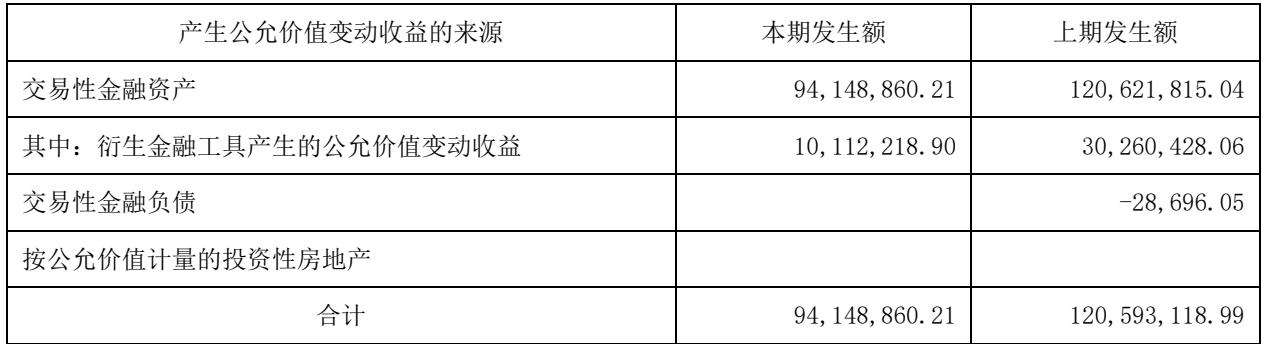 产生公允价值变动收益的来源 本期发生额 上期发生额
交易性金融资产 94,148,860.21 120,621,815.04
其中：衍生金融工具产生的公允价值变动收益 10,112,218.90 30,260,428.06
交易性金融负债 -28,696.05
按公允价值计量的投资性房地产
合计 94,148,860.21 120,593,118.99